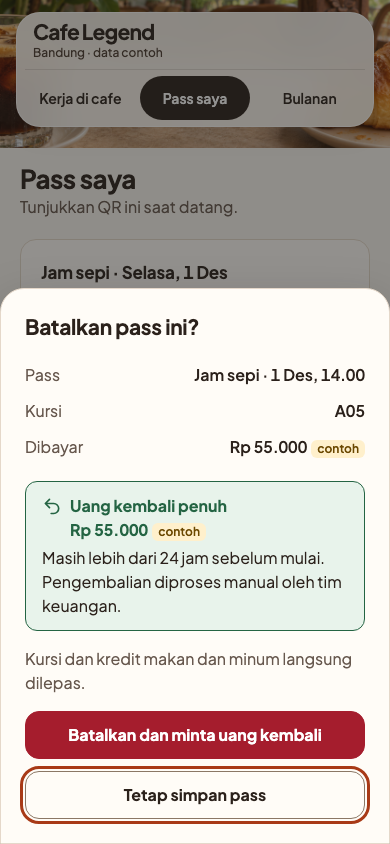 Cafe Legend
Bandung · data contoh
Kerja di cafe
Pass saya
Bulanan
Pass saya
Tunjukkan QR ini saat datang.
Jam sepi · Selasa, 1 Des
Batalkan pass ini?
Pass
Jam sepi · 1 Des, 14.00
Kursi
A05
Dibayar
Rp 55.000 contoh
Uang kembali penuh
Rp 55.000 contoh
Masih lebih dari 24 jam sebelum mulai.
Pengembalian diproses manual oleh tim
keuangan.
Kursi dan kredit makan dan minum langsung
dilepas.
Batalkan dan minta uang kembali
Tetap simpan pass